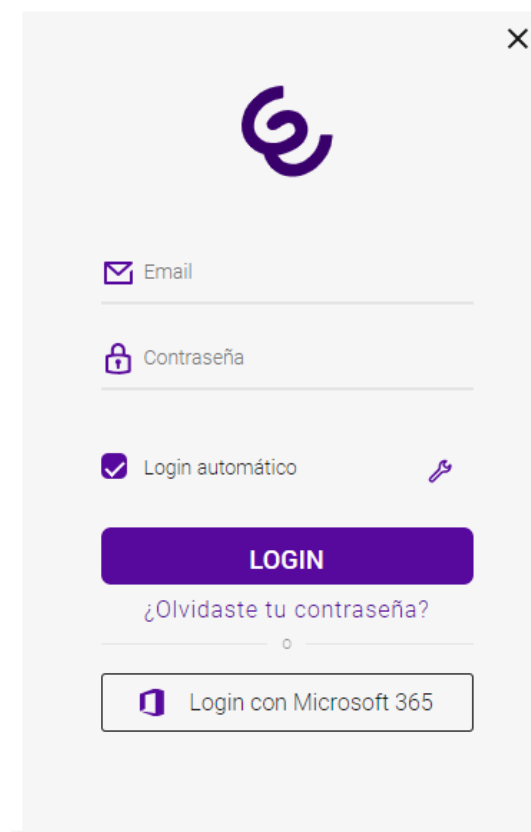 Email
Contraseña
Login automático
LOGIN
¿Olvidaste tu contraseña?
o
Login con Microsoft 365